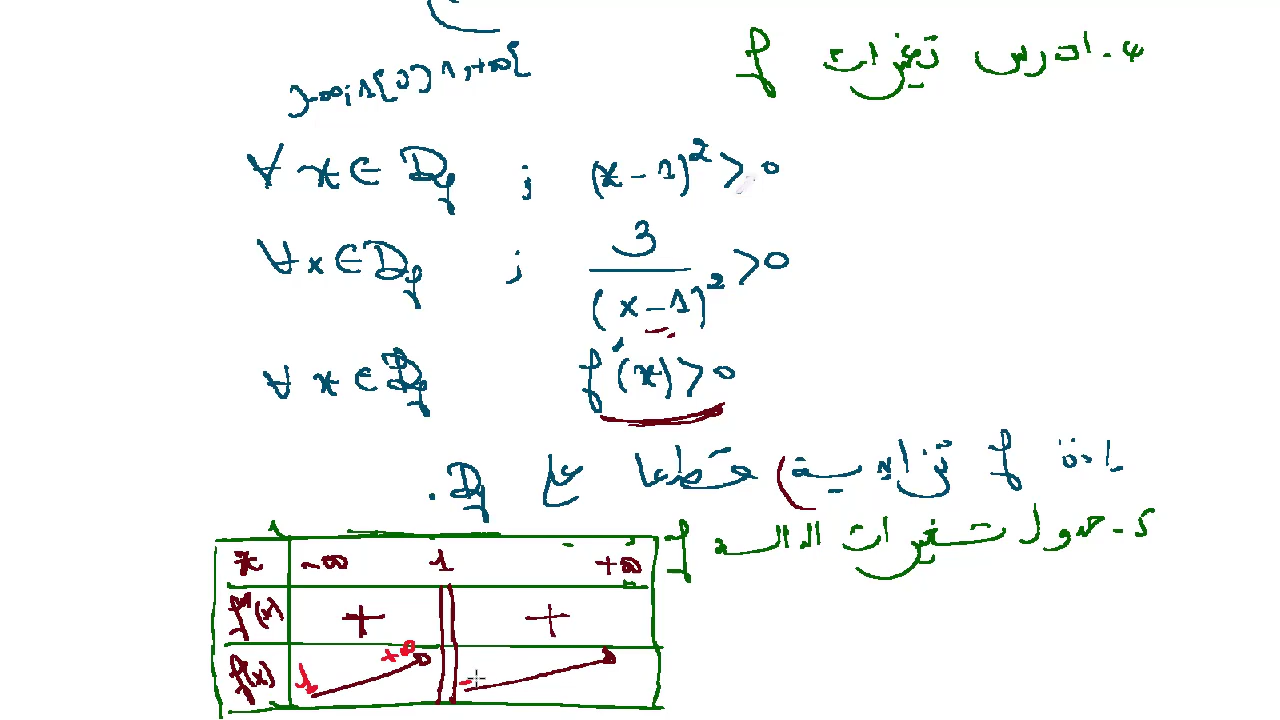 4- ادرس تغيرات f
]-∞;1[∪]1,+∞[
∀x∈Df ; (x-1)²>0
∀x∈Df ; 3/(x-1)²>0
∀x∈Df f'(x)>0
إذن f تزايدية قطعا على Df.
5- جدول تغيرات الدالة f
x -∞ 1 +∞
f'(x) + +
f(x) 1 +∞ -